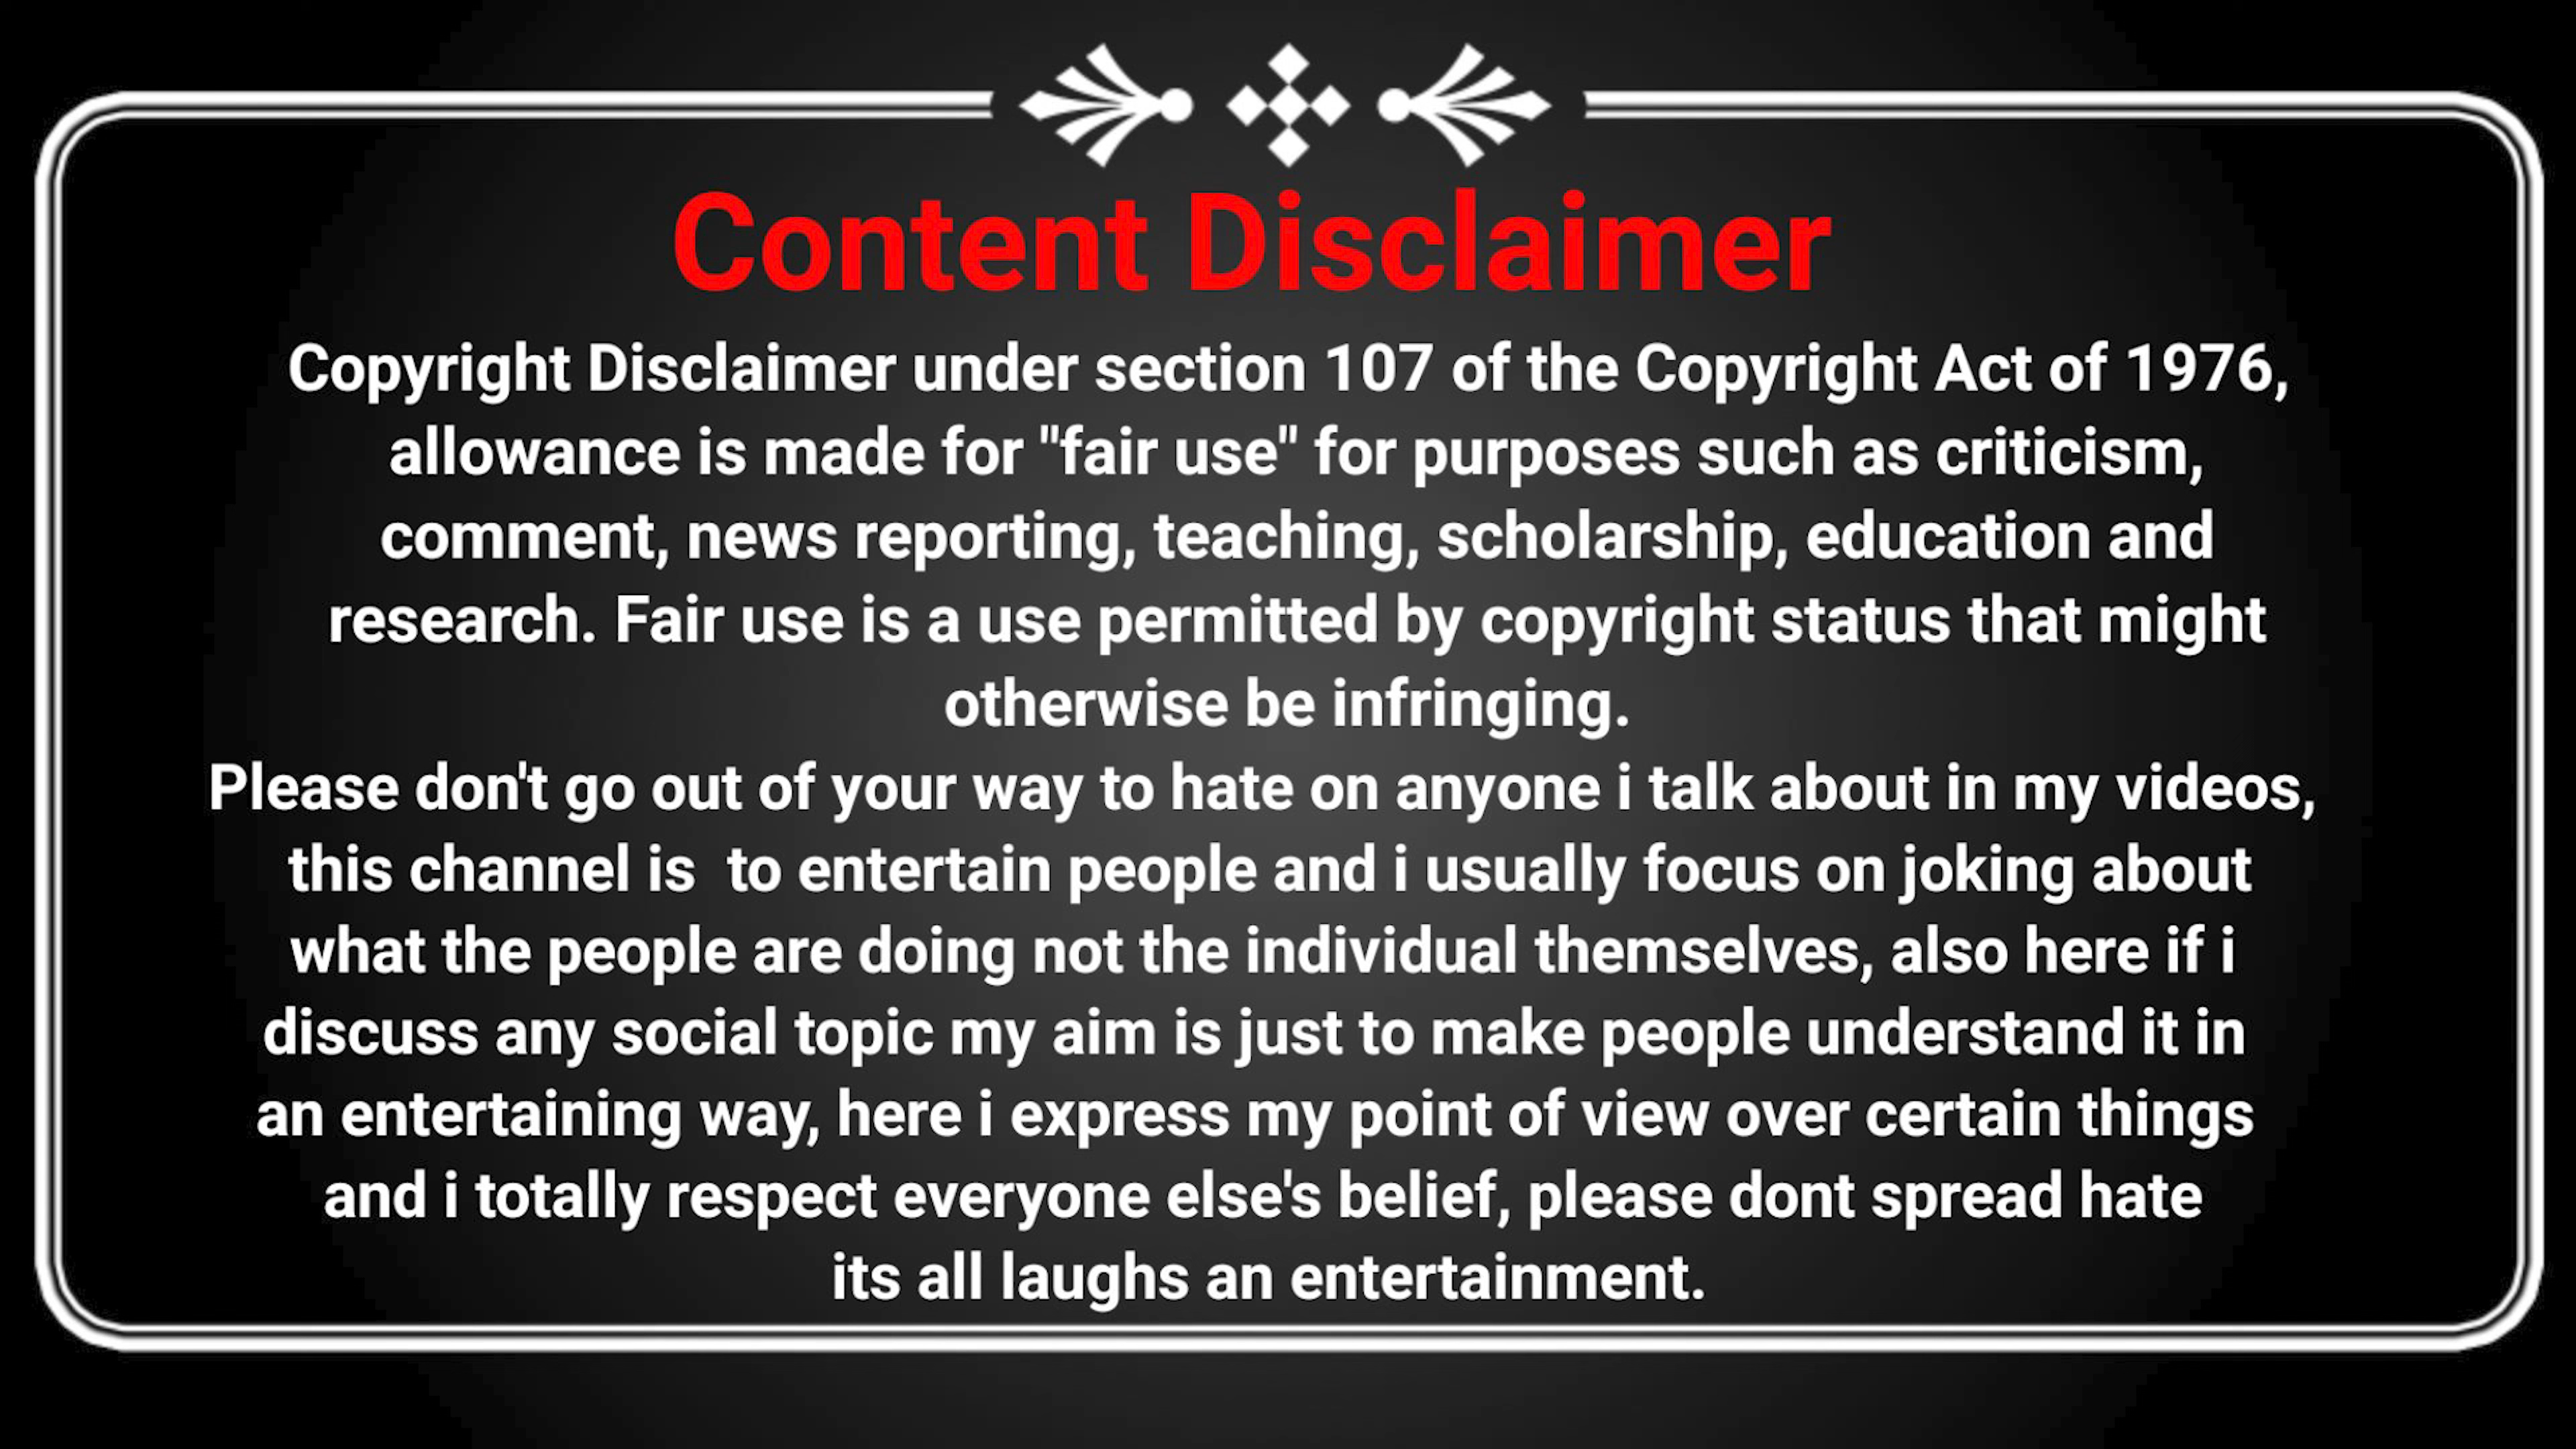 Content Disclaimer
Copyright Disclaimer under section 107 of the Copyright Act of 1976,
allowance is made for "fair use" for purposes such as criticism,
comment, news reporting, teaching, scholarship, education and
research. Fair use is a use permitted by copyright status that might
otherwise be infringing.
Please don't go out of your way to hate on anyone i talk about in my videos,
this channel is  to entertain people and i usually focus on joking about
what the people are doing not the individual themselves, also here if i
discuss any social topic my aim is just to make people understand it in
an entertaining way, here i express my point of view over certain things
and i totally respect everyone else's belief, please dont spread hate
its all laughs an entertainment.